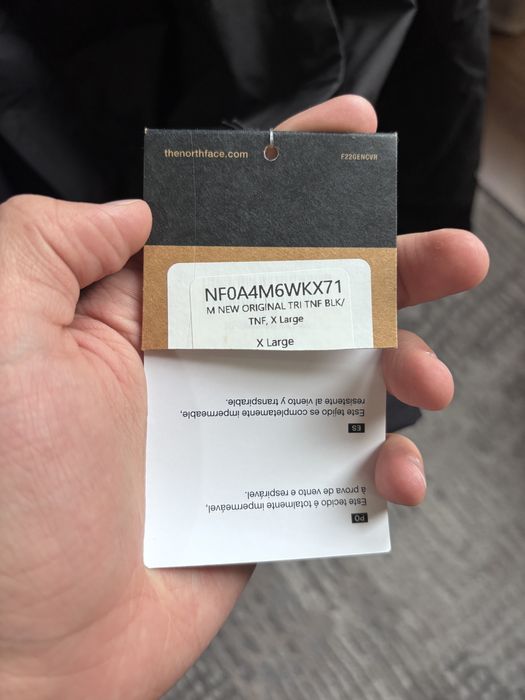 thenorthface.com
F22GENCVR
NF0A4M6WKX71
M NEW ORIGINAL TRI TNF BLK/
TNF, X Large
X Large
PO
Este tecido é totalmente impermeável,
à prova de vento e respirável.
ES
Este tejido es completamente impermeable,
resistente al viento y transpirable.